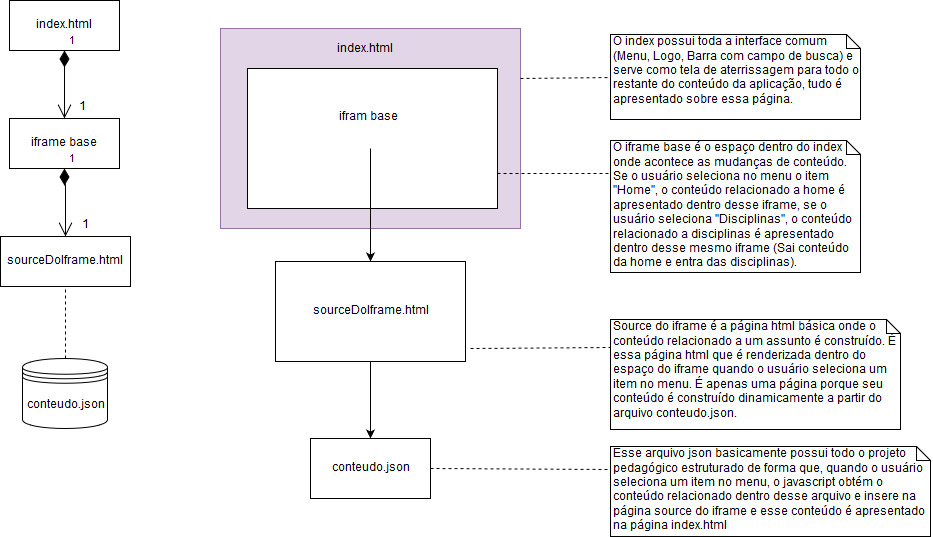 index.html
1
1
iframe base
1
1
sourceDoIframe.html
conteudo.json
index.html
ifram base
sourceDoIframe.html
conteudo.json
O index possui toda a interface comum
(Menu, Logo, Barra com campo de busca) e
serve como tela de aterrissagem para todo o
restante do conteúdo da aplicação, tudo é
apresentado sobre essa página.
O iframe base é o espaço dentro do index
onde acontece as mudanças de conteúdo.
Se o usuário seleciona no menu o item
"Home", o conteúdo relacionado a home é
apresentado dentro desse iframe, se o
usuário seleciona "Disciplinas", o conteúdo
relacionado a disciplinas é apresentado
dentro desse mesmo iframe (Sai conteúdo
da home e entra das disciplinas).
Source do iframe é a página html básica onde o
conteúdo relacionado a um assunto é construído. É
essa página html que é renderizada dentro do
espaço do iframe quando o usuário seleciona um
item no menu. É apenas uma página porque seu
conteúdo é construído dinamicamente a partir do
arquivo conteudo.json.
Esse arquivo json basicamente possui todo o projeto
pedagógico estruturado de forma que, quando o usuário
seleciona um item no menu, o javascript obtém o
conteúdo relacionado dentro desse arquivo e insere na
página source do iframe e esse conteúdo é apresentado
na página index.html